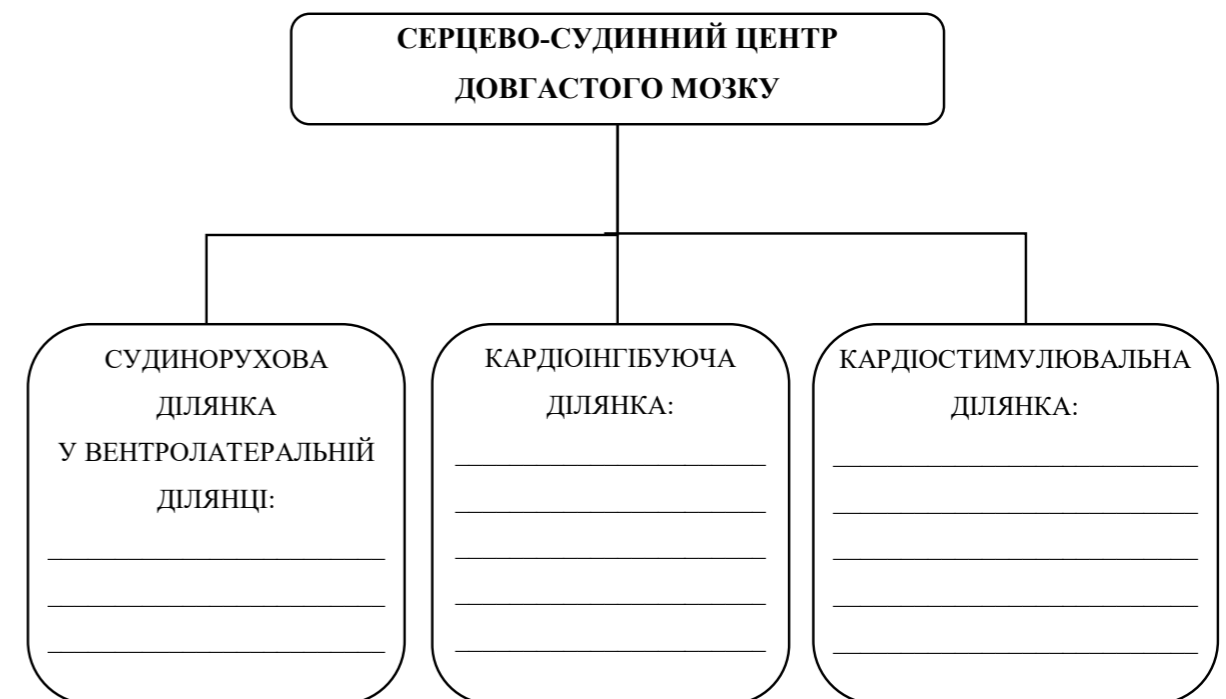 СЕРЦЕВО-СУДИННИЙ ЦЕНТР
ДОВГАСТОГО МОЗКУ
СУДИНОРУХОВА
ДІЛЯНКА
У ВЕНТРОЛАТЕРАЛЬНІЙ
ДІЛЯНЦІ:
КАРДІОІНГІБУЮЧА
ДІЛЯНКА:
КАРДІОСТИМУЛЮВАЛЬНА
ДІЛЯНКА: